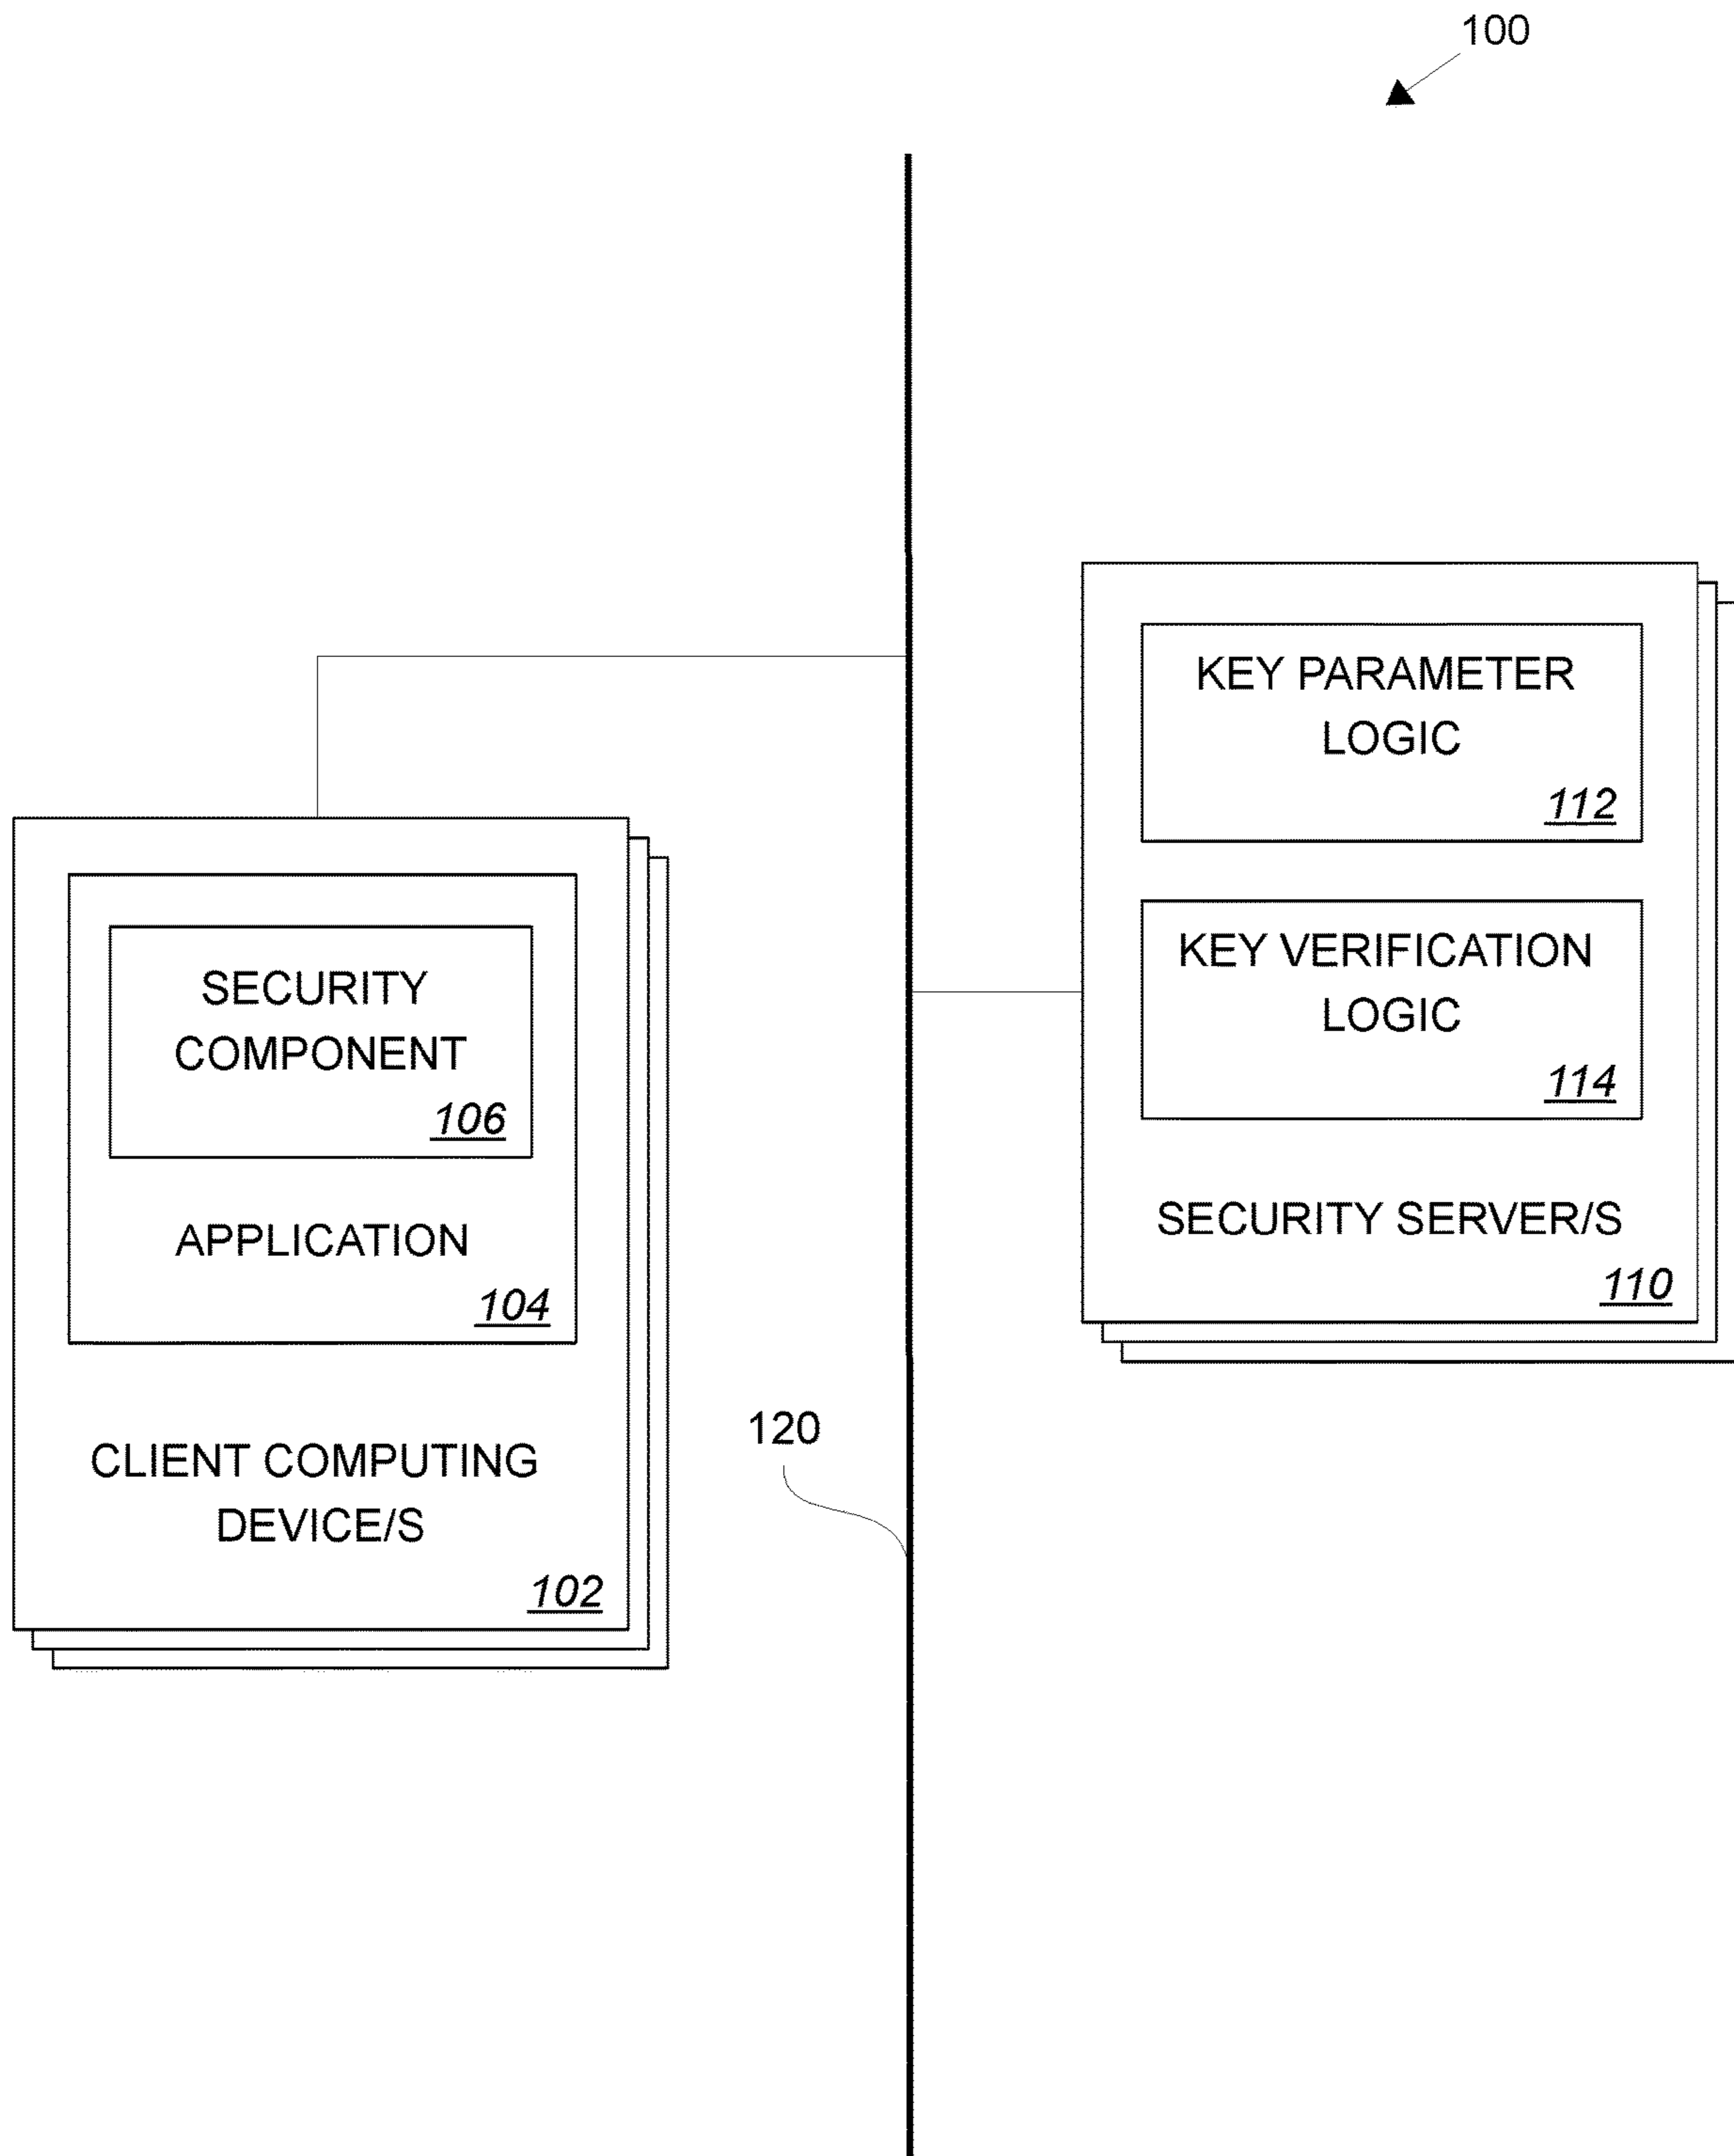 100
KEY PARAMETER
LOGIC
112
KEY VERIFICATION
LOGIC
114
SECURITY SERVER/S
110
SECURITY
COMPONENT
106
APPLICATION
104
CLIENT COMPUTING
DEVICE/S
102
120